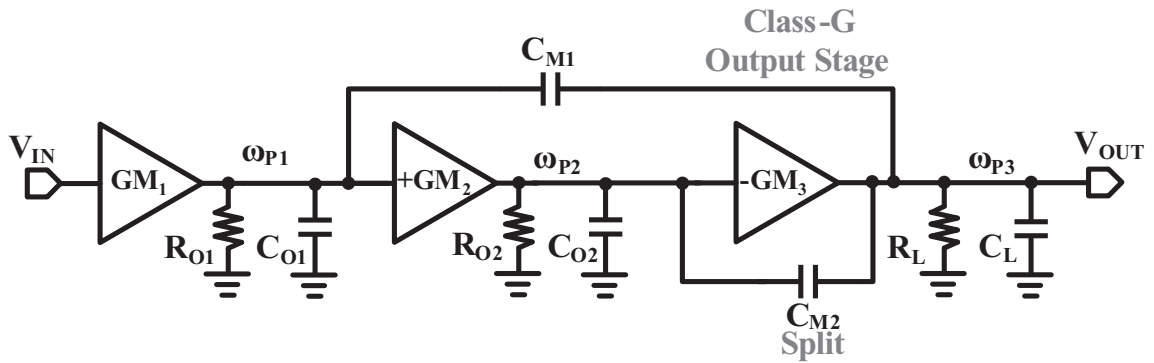 Class-G
Output Stage
C_M1
V_IN
GM_1
ω_P1
+GM_2
ω_P2
-GM_3
ω_P3
V_OUT
R_O1
C_O1
R_O2
C_O2
R_L
C_L
C_M2
Split